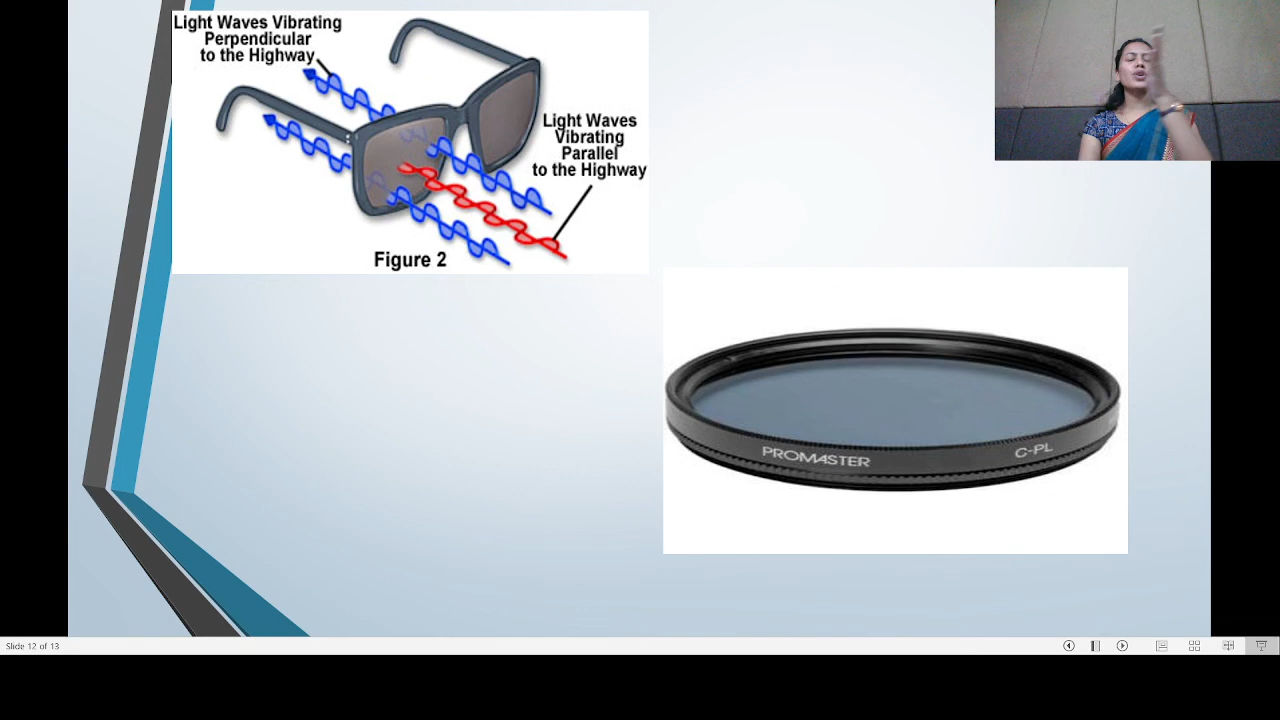 Light Waves Vibrating
Perpendicular
to the Highway
Light Waves
Vibrating
Parallel
to the Highway
Figure 2
PROMASTER
C-PL
Slide 12 of 13